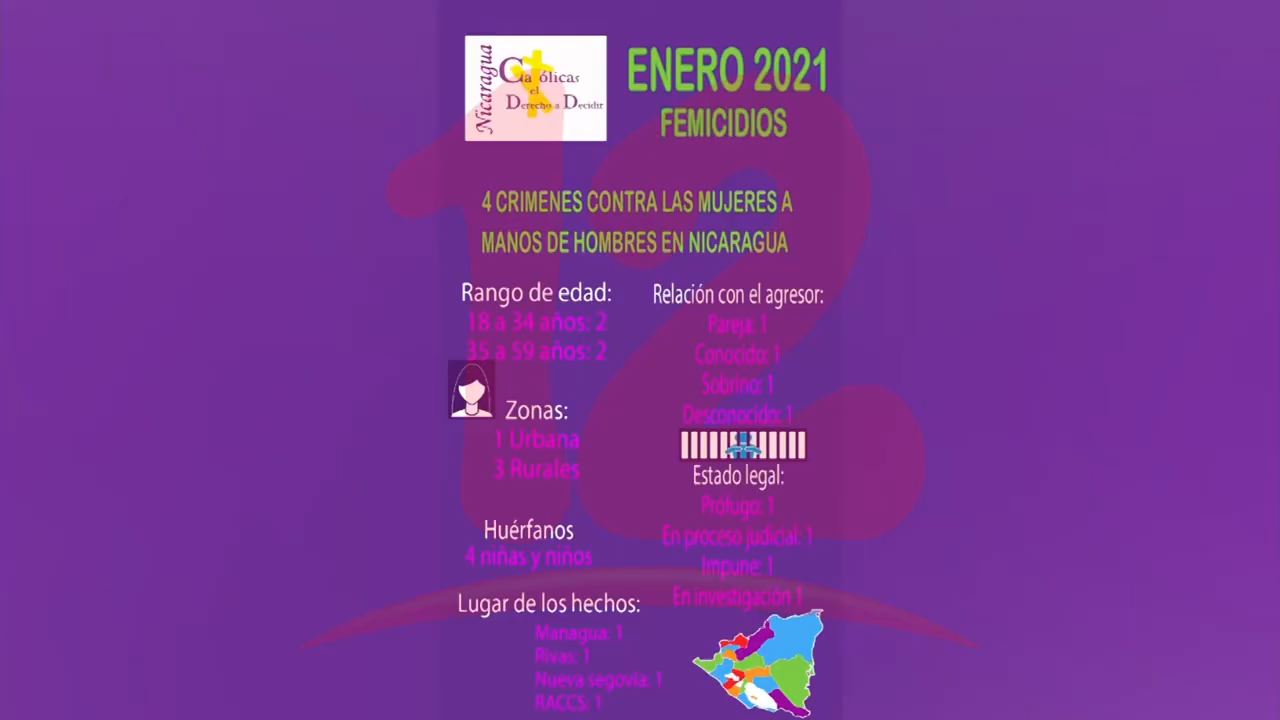 Nicaragua
Católicas
el
Derecho a Decidir
ENERO 2021
FEMICIDIOS
4 CRIMENES CONTRA LAS MUJERES A
MANOS DE HOMBRES EN NICARAGUA
Rango de edad:
18 a 34 años: 2
35 a 59 años: 2
Zonas:
1 Urbana
3 Rurales
Huérfanos
4 niñas y niños
Lugar de los hechos:
Managua: 1
Rivas: 1
Nueva segovia: 1
RACCS: 1
Relación con el agresor:
Pareja: 1
Conocido: 1
Sobrino: 1
Desconocido: 1
Estado legal:
Prófugo: 1
En proceso judicial: 1
Impune: 1
En investigación 1
12